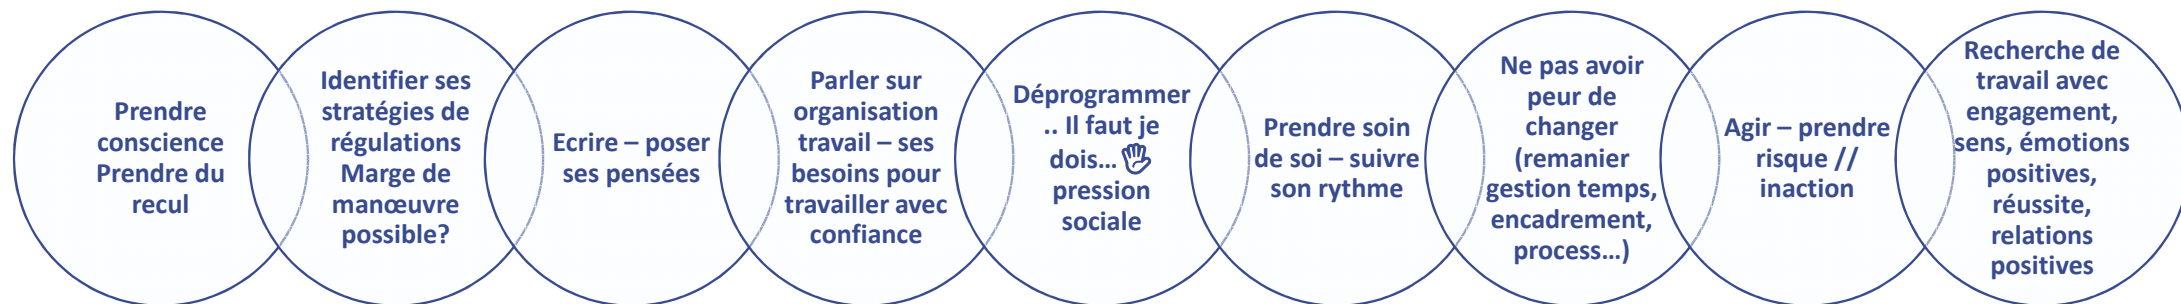 Prendre
conscience
Prendre du
recul
Identifier ses
stratégies de
régulations
Marge de
manœuvre
possible?
Ecrire – poser
ses pensées
Parler sur
organisation
travail – ses
besoins pour
travailler avec
confiance
Déprogrammer
.. Il faut je
dois...
pression
sociale
Prendre soin
de soi – suivre
son rythme
Ne pas avoir
peur de
changer
(remanier
gestion temps,
encadrement,
process...)
Agir – prendre
risque //
inaction
Recherche de
travail avec
engagement,
sens, émotions
positives,
réussite,
relations
positives